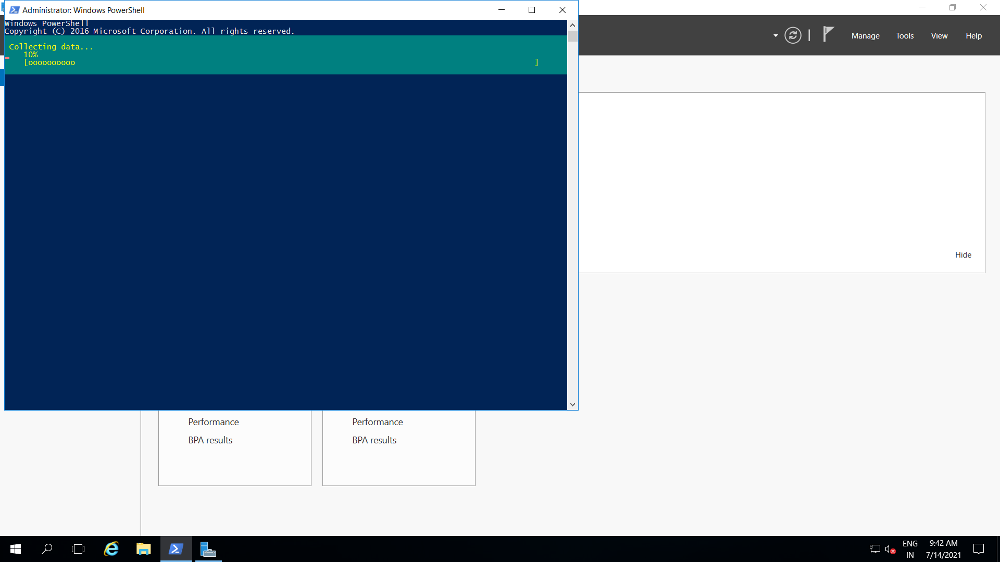 Administrator: Windows PowerShell
Windows PowerShell
Copyright (C) 2016 Microsoft Corporation. All rights reserved.
Collecting data...
10%
[oooooooooo ]
Manage Tools View Help
Hide
Performance Performance
BPA results BPA results
ENG 9:42 AM
IN 7/14/2021